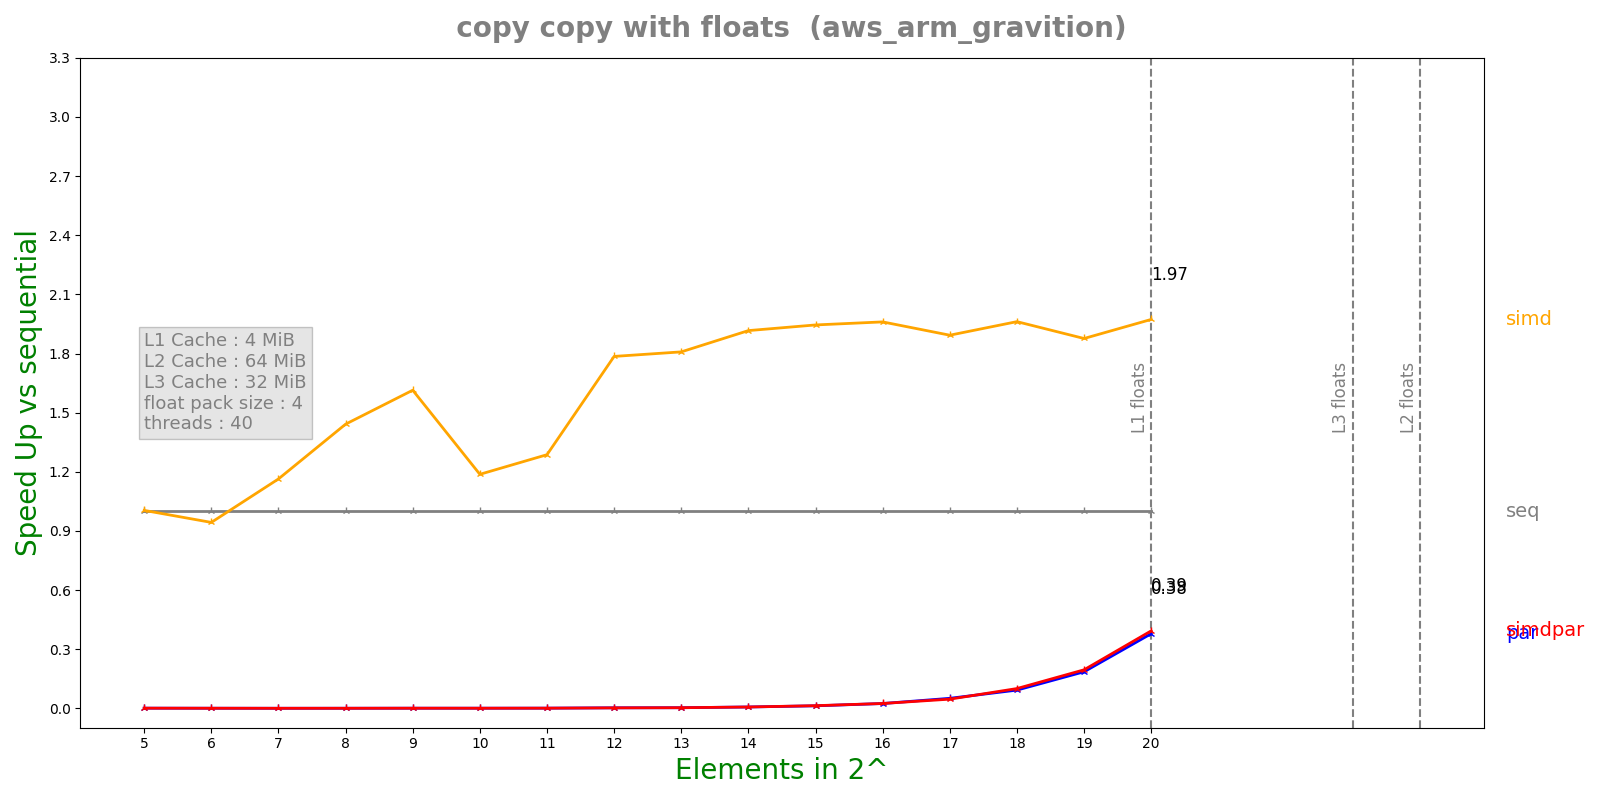 copy copy with floats (aws_arm_gravition)
3.3
3.0
2.7
2.4
2.1
1.8
1.5
1.2
0.9
0.6
0.3
0.0
Speed Up vs sequential
L1 Cache : 4 MiB
L2 Cache : 64 MiB
L3 Cache : 32 MiB
float pack size : 4
threads : 40
1.97
0.39
0.38
L1 floats
L3 floats
L2 floats
simd
seq
simdpar
par
5 6 7 8 9 10 11 12 13 14 15 16 17 18 19 20
Elements in 2^